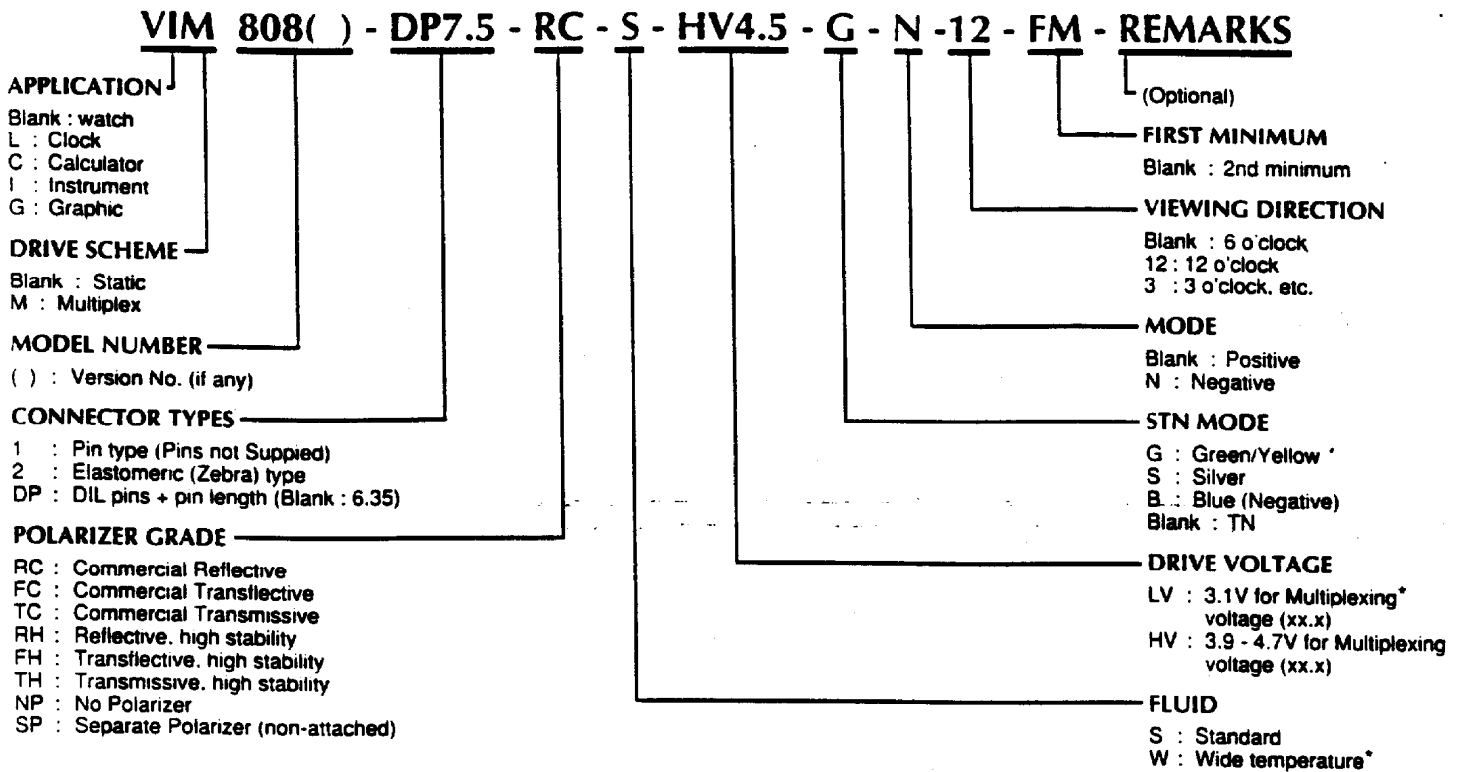 VIM 808( ) - DP7.5 - RC - S - HV4.5 - G - N -12 - FM - REMARKS
APPLICATION
Blank : watch
L : Clock
C : Calculator
I : Instrument
G : Graphic
DRIVE SCHEME
Blank : Static
M : Multiplex
MODEL NUMBER
( ) : Version No. (if any)
CONNECTOR TYPES
1 : Pin type (Pins not Suppied)
2 : Elastomeric (Zebra) type
DP : DIL pins + pin length (Blank : 6.35)
POLARIZER GRADE
RC : Commercial Reflective
FC : Commercial Transflective
TC : Commercial Transmissive
RH : Reflective. high stability
FH : Transflective. high stability
TH : Transmissive. high stability
NP : No Polarizer
SP : Separate Polarizer (non-attached)
(Optional)
FIRST MINIMUM
Blank : 2nd minimum
VIEWING DIRECTION
Blank : 6 o'clock
12 : 12 o'clock
3 : 3 o'clock. etc.
MODE
Blank : Positive
N : Negative
STN MODE
G : Green/Yellow *
S : Silver
B : Blue (Negative)
Blank : TN
DRIVE VOLTAGE
LV : 3.1V for Multiplexing*
voltage (xx.x)
HV : 3.9 - 4.7V for Multiplexing
voltage (xx.x)
FLUID
S : Standard
W : Wide temperature*